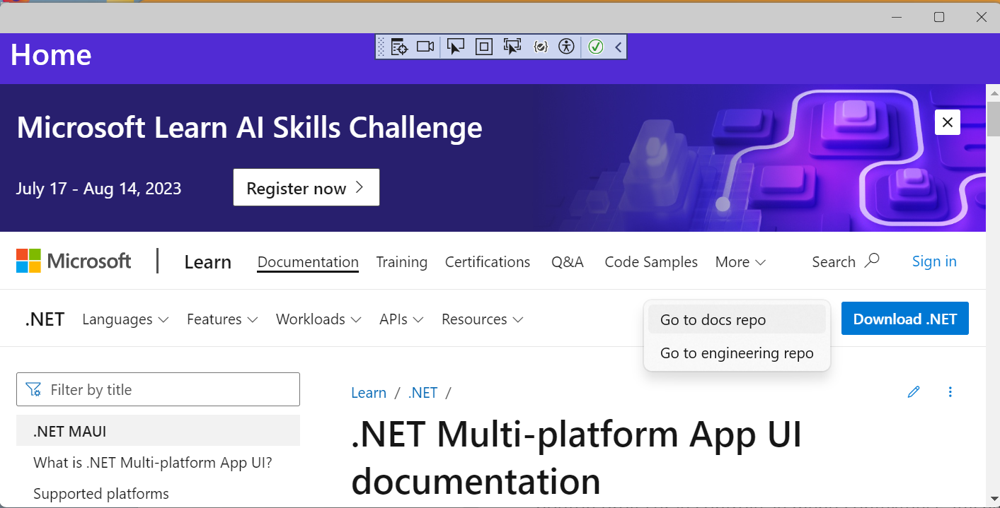 Home
Microsoft Learn AI Skills Challenge
July 17 - Aug 14, 2023
Register now
Microsoft
Learn
Documentation
Training
Certifications
Q&A
Code Samples
More
Search
Sign in
.NET
Languages
Features
Workloads
APIs
Resources
Go to docs repo
Go to engineering repo
Download .NET
Filter by title
.NET MAUI
What is .NET Multi-platform App UI?
Supported platforms
Learn / .NET /
.NET Multi-platform App UI
documentation